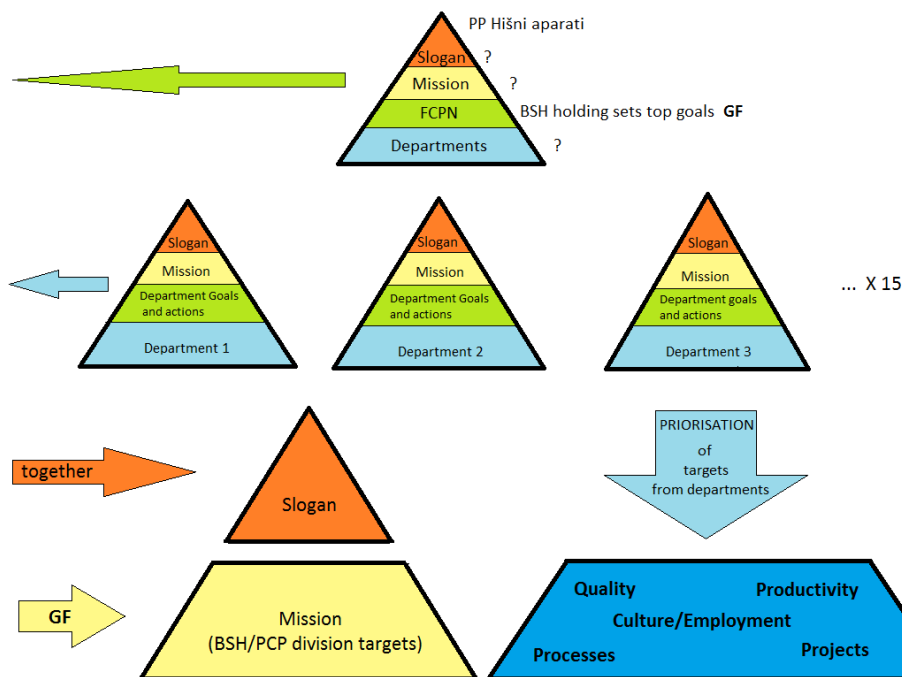 PP Hišni aparati
Slogan ?
Mission ?
FCPN BSH holding sets top goals GF
Departments ?
Slogan
Mission
Department Goals
and actions
Department 1
Slogan
Mission
Department Goals
and actions
Department 2
Slogan
Mission
Department goals
and actions
Department 3
... X 15
together
Slogan
PRIORISATION
of
targets
from departments
GF
Mission
(BSH/PCP division targets)
Quality
Productivity
Culture/Employment
Processes
Projects